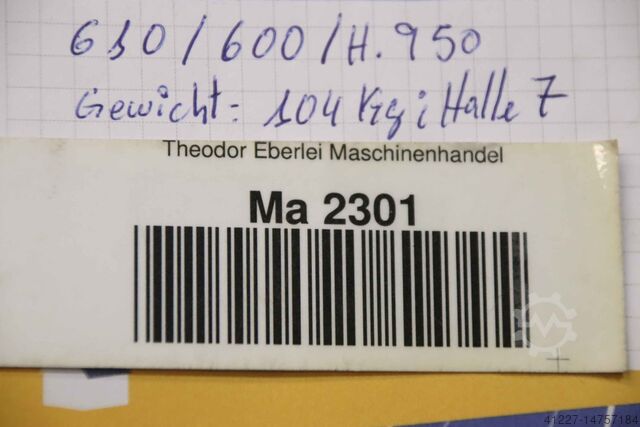 610/600/H.950
Gewicht: 104 Kg; Halle 7
Theodor Eberlei Maschinenhandel
Ma 2301
41227-14757184